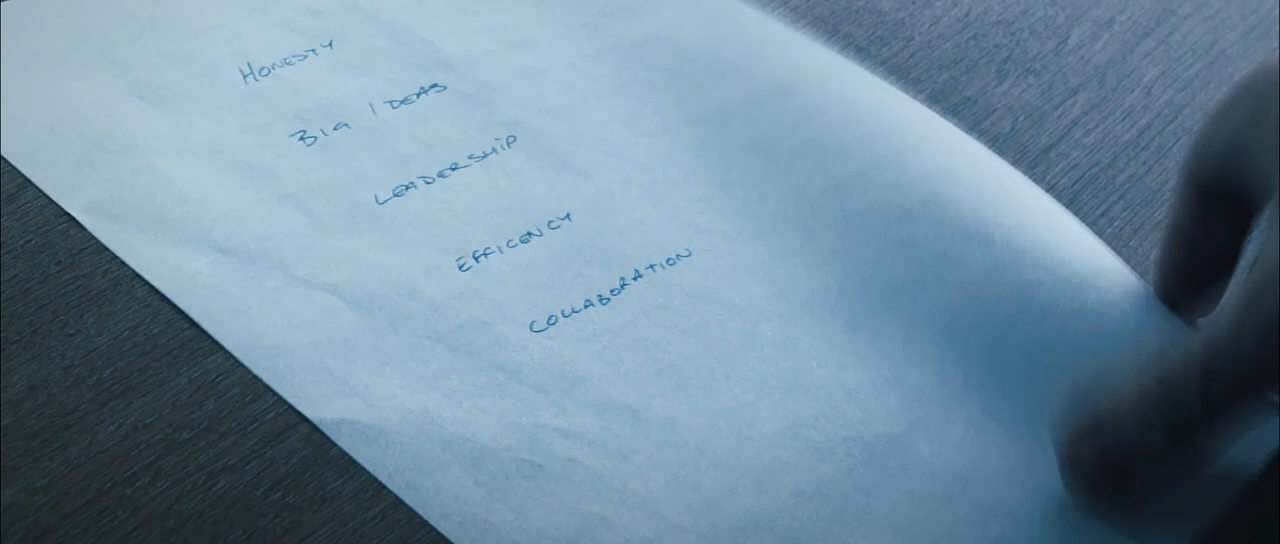 HONESTY
BIG IDEAS
LEADERSHIP
EFFICENCY
COLLABORATION